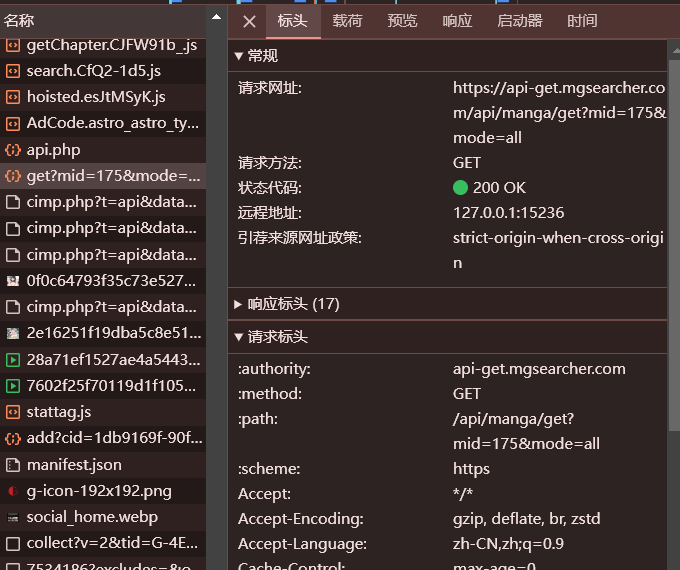 名称
getChapter.CJFW91b_.js
search.CfQ2-1d5.js
hoisted.esJtMSyK.js
AdCode.astro_astro_ty...
api.php
get?mid=175&mode=...
cimp.php?t=api&data...
cimp.php?t=api&data...
cimp.php?t=api&data...
0f0c64793f35c73e527...
cimp.php?t=api&data...
2e16251f19dba5c8e51...
28a71ef1527ae4a5443...
7602f25f70119d1f105...
stattag.js
add?cid=1db9169f-90f...
manifest.json
g-icon-192x192.png
social_home.webp
collect?v=2&tid=G-4E...
7534186?excludes=&o...
标头 载荷 预览 响应 启动器 时间
常规
请求网址: https://api-get.mgsearcher.co
m/api/manga/get?mid=175&
mode=all
请求方法: GET
状态代码: 200 OK
远程地址: 127.0.0.1:15236
引荐来源网址政策: strict-origin-when-cross-origi
n
响应标头 (17)
请求标头
:authority: api-get.mgsearcher.com
:method: GET
:path: /api/manga/get?
mid=175&mode=all
:scheme: https
Accept: */*
Accept-Encoding: gzip, deflate, br, zstd
Accept-Language: zh-CN,zh;q=0.9
Cache-Control: max-age=0